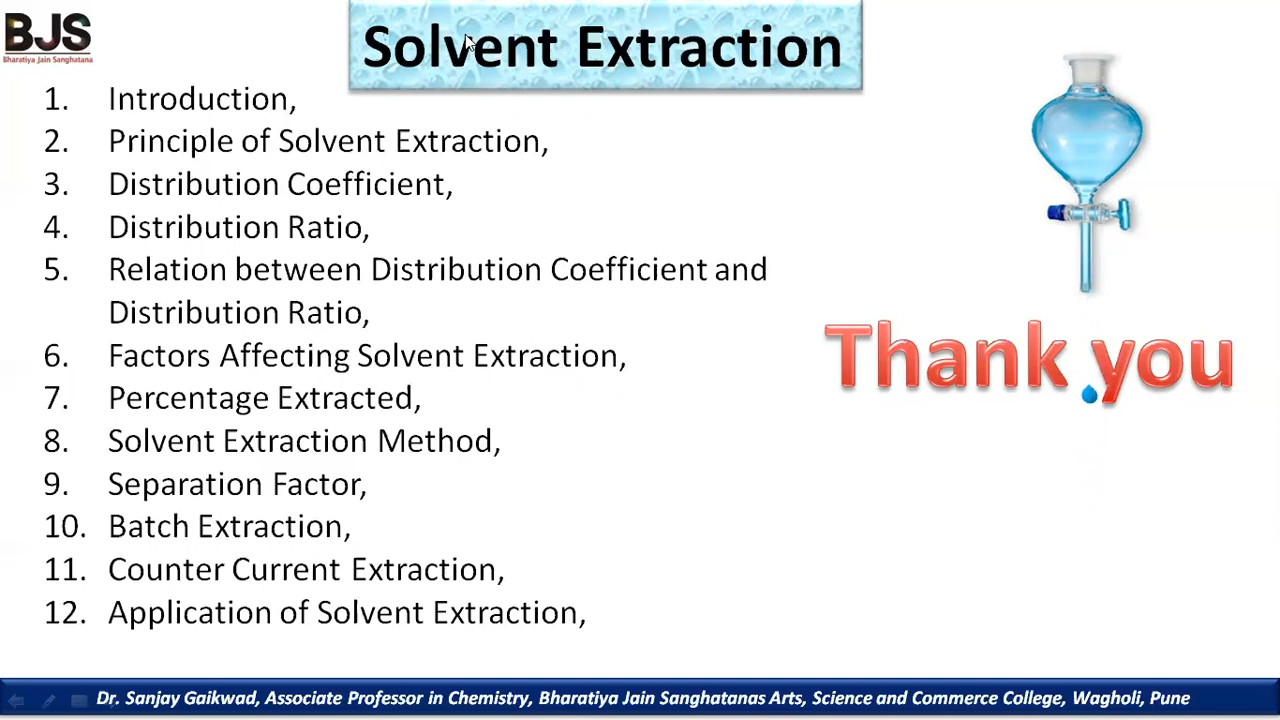 BJS
Bharatiya Jain Sanghatana
Solvent Extraction
1. Introduction,
2. Principle of Solvent Extraction,
3. Distribution Coefficient,
4. Distribution Ratio,
5. Relation between Distribution Coefficient and
Distribution Ratio,
6. Factors Affecting Solvent Extraction,
7. Percentage Extracted,
8. Solvent Extraction Method,
9. Separation Factor,
10. Batch Extraction,
11. Counter Current Extraction,
12. Application of Solvent Extraction,
Thank you
Dr. Sanjay Gaikwad, Associate Professor in Chemistry, Bharatiya Jain Sanghatanas Arts, Science and Commerce College, Wagholi, Pune